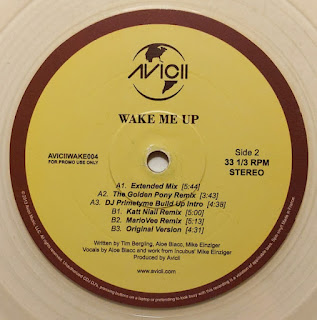 AVICII
WAKE ME UP
AVICIIWAKE004
FOR PROMO USE ONLY
Side 2
33 1/3 RPM
STEREO
A1. Extended Mix [5:44]
A2. The Golden Pony Remix [3:43]
A3. DJ Primetyme Build Up Intro [4:38]
B1. Katt Niall Remix [5:00]
B2. MarioVee Remix [5:13]
B3. Original Version [4:31]
Written by Tim Bergling, Aloe Blacc, Mike Einziger
Vocals by Aloe Blacc and work from Incubus' Mike Einziger
Produced by Avicii
www.avicii.com